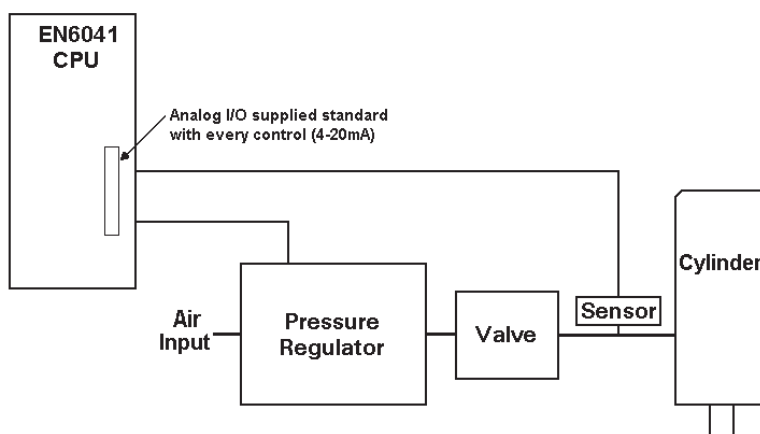 EN6041
CPU
Analog I/O supplied standard
with every control (4-20mA)
Cylinder
Sensor
Air
Input
Pressure
Regulator
Valve